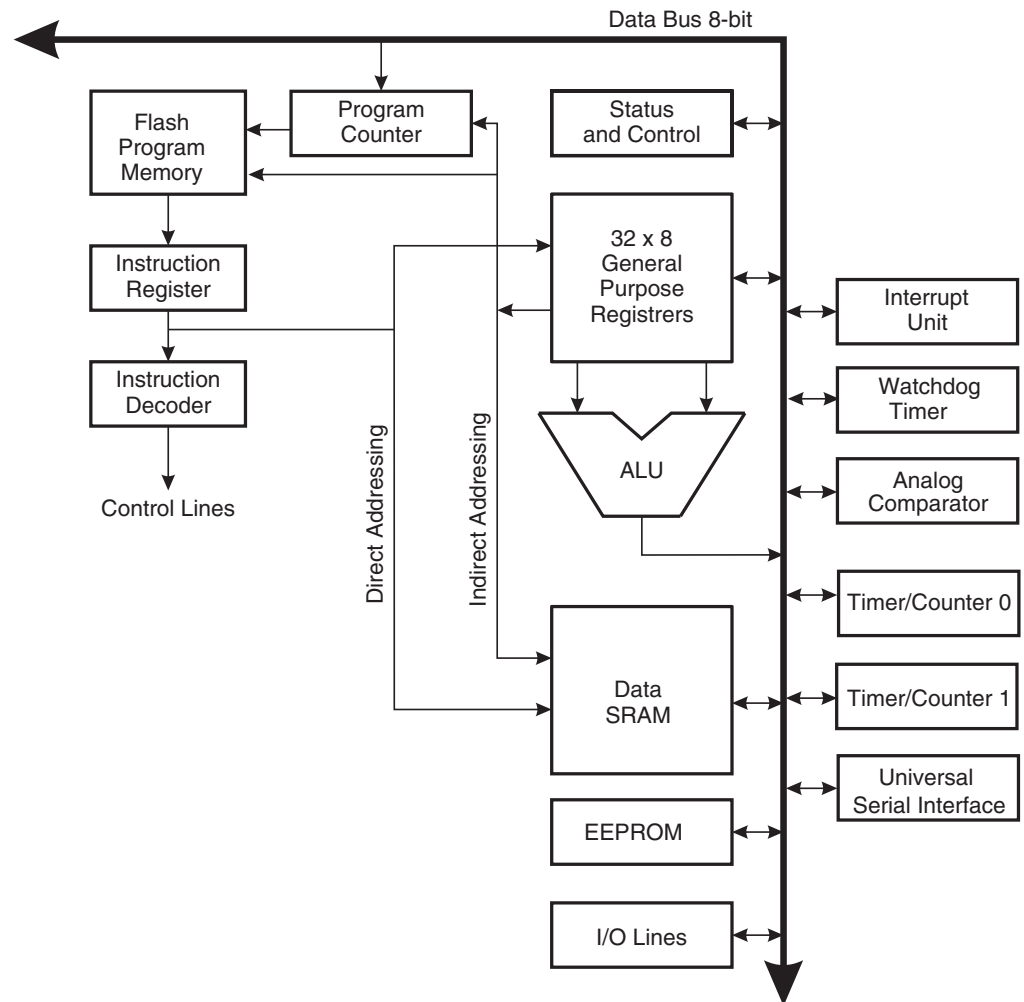 Data Bus 8-bit
Flash
Program
Memory
Program
Counter
Status
and Control
Instruction
Register
32 x 8
General
Purpose
Registrers
Interrupt
Unit
Instruction
Decoder
Watchdog
Timer
Control Lines
Direct Addressing
Indirect Addressing
ALU
Analog
Comparator
Timer/Counter 0
Data
SRAM
Timer/Counter 1
Universal
Serial Interface
EEPROM
I/O Lines